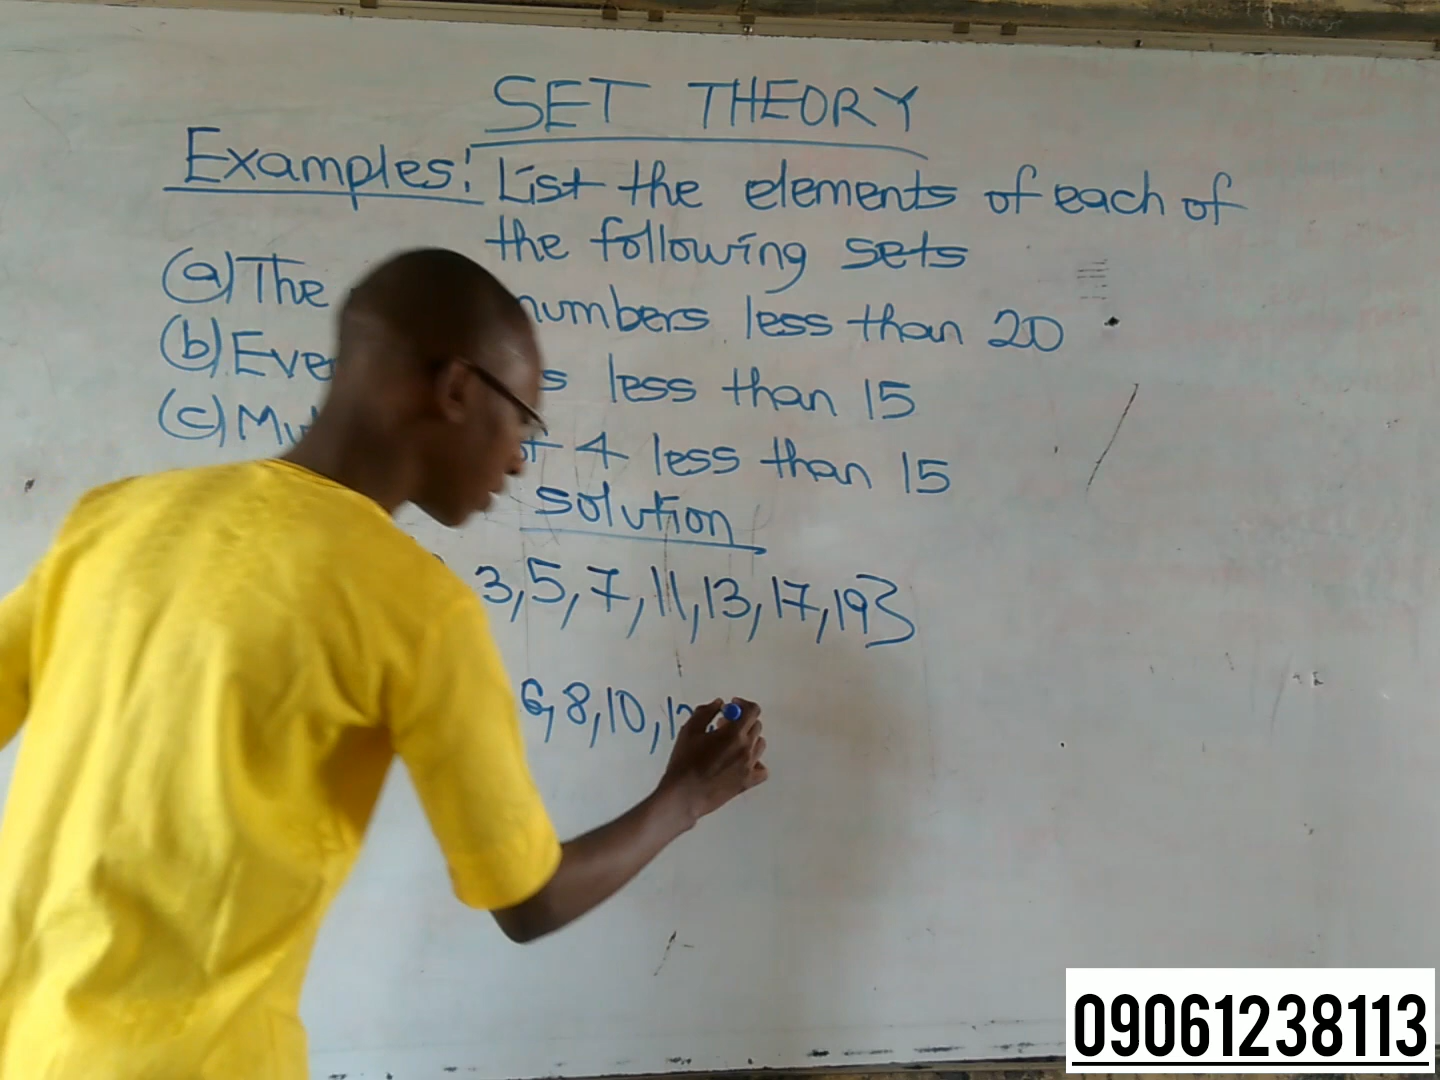 SET THEORY
Examples: List the elements of each of
the following sets
(a) The numbers less than 20
(b) less than 15
(c) of 4 less than 15
solution
3, 5, 7, 11, 13, 17, 19}
6, 8, 10,
09061238113